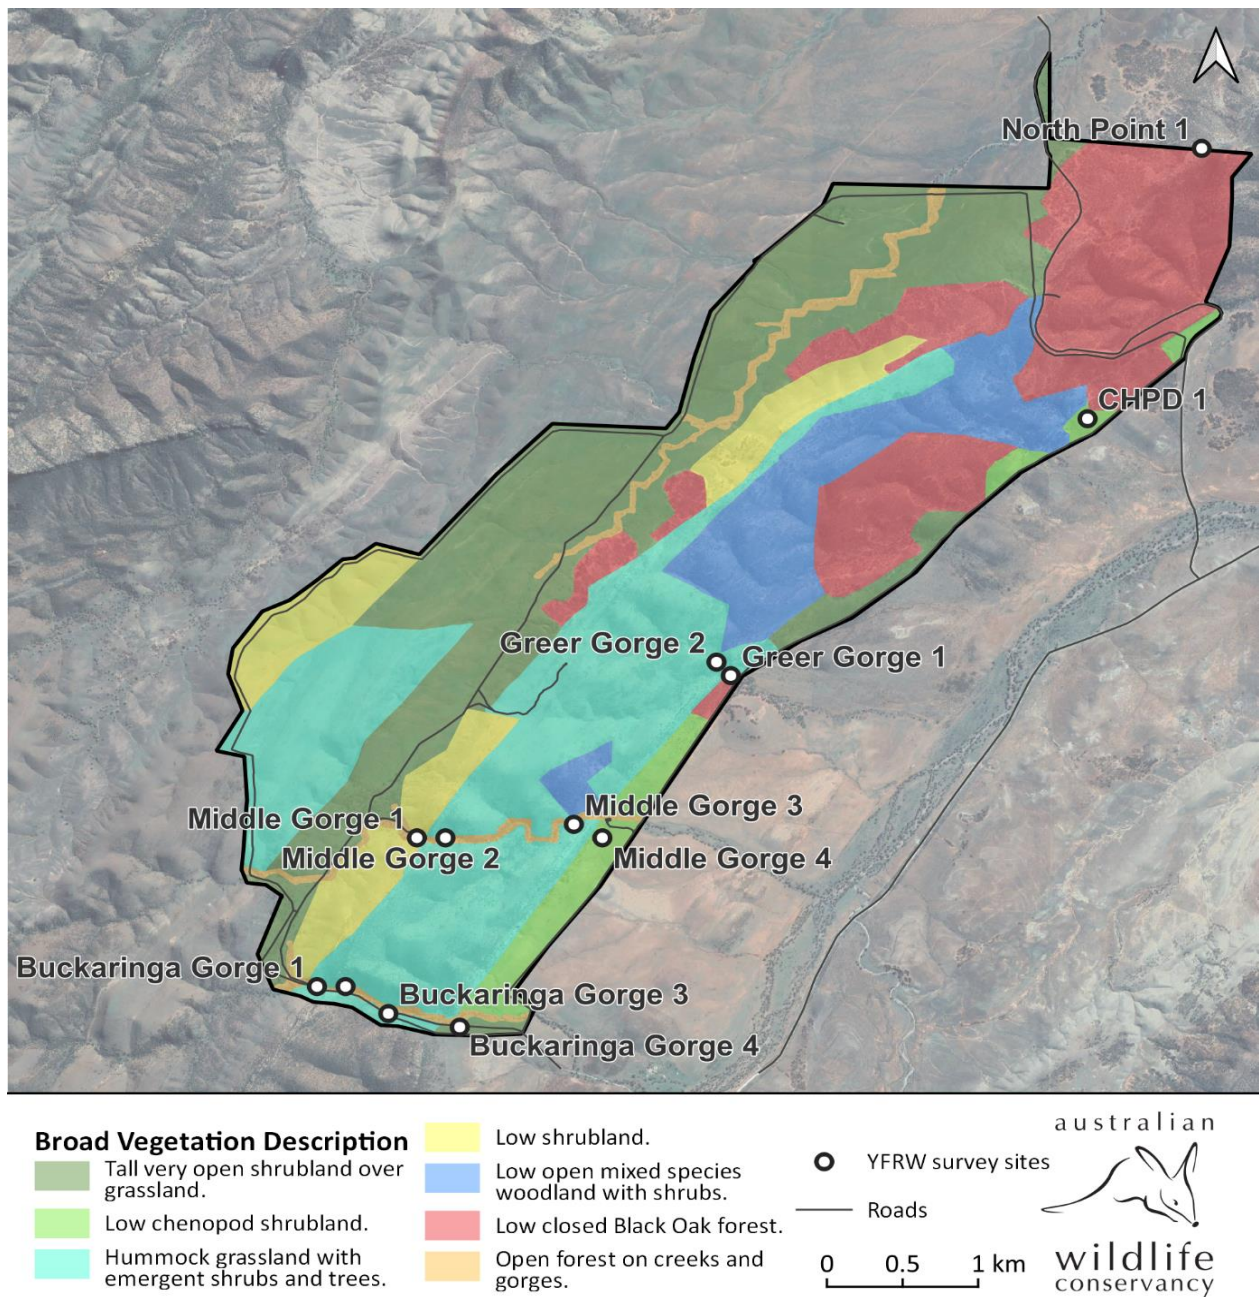 North Point 1
CHPD 1
Greer Gorge 2
Greer Gorge 1
Middle Gorge 1
Middle Gorge 3
Middle Gorge 2
Middle Gorge 4
Buckaringa Gorge 1
Buckaringa Gorge 3
Buckaringa Gorge 4
Broad Vegetation Description
Tall very open shrubland over
grassland.
Low chenopod shrubland.
Hummock grassland with
emergent shrubs and trees.
Low shrubland.
Low open mixed species
woodland with shrubs.
Low closed Black Oak forest.
Open forest on creeks and
gorges.
YFRW survey sites
Roads
0 0.5 1 km
australian
wildlife
conservancy